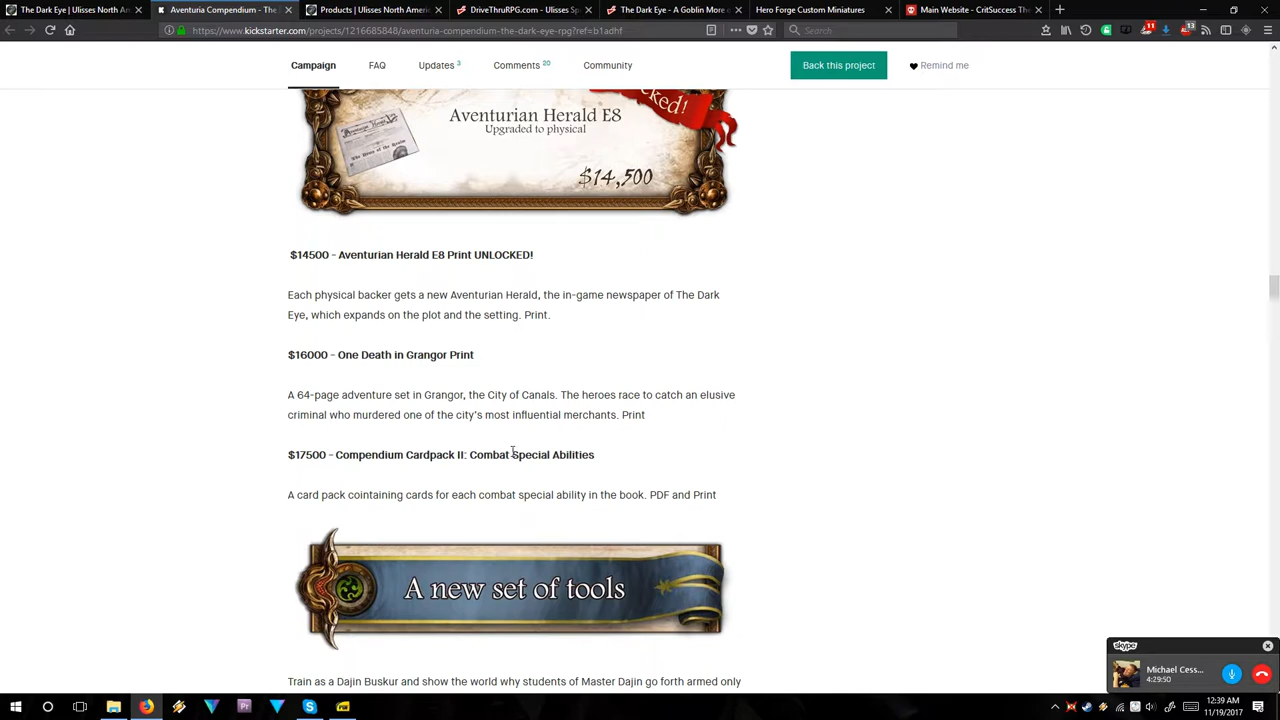 The Dark Eye - Ulisses North Am
Aventurium Compendium - The
Products | Ulisses North Americ
DriveThruRPG.com - Ulisses Sp
The Dark Eye - A Goblin More o
Hero Forge Custom Miniatures
Main Website - CritSuccess Th
https://www.kickstarter.com/projects/1216685848/aventuria-compendium-the-dark-eye-rpg?ref=b1adhf
Search
11
13
Campaign
FAQ
Updates 3
Comments 20
Community
Back this project
Remind me
cked!
Aventurian Herald E8
Upgraded to physical
$14,500
$14500 - Aventurian Herald E8 Print UNLOCKED!
Each physical backer gets a new Aventurian Herald, the in-game newspaper of The Dark
Eye, which expands on the plot and the setting. Print.
$16000 - One Death in Grangor Print
A 64-page adventure set in Grangor, the City of Canals. The heroes race to catch an elusive
criminal who murdered one of the city's most influential merchants. Print
$17500 - Compendium Cardpack II: Combat Special Abilities
A card pack cointaining cards for each combat special ability in the book. PDF and Print
A new set of tools
Train as a Dajin Buskur and show the world why students of Master Dajin go forth armed only
skype
Michael Cess...
4:29:50
12:39 AM
11/19/2017